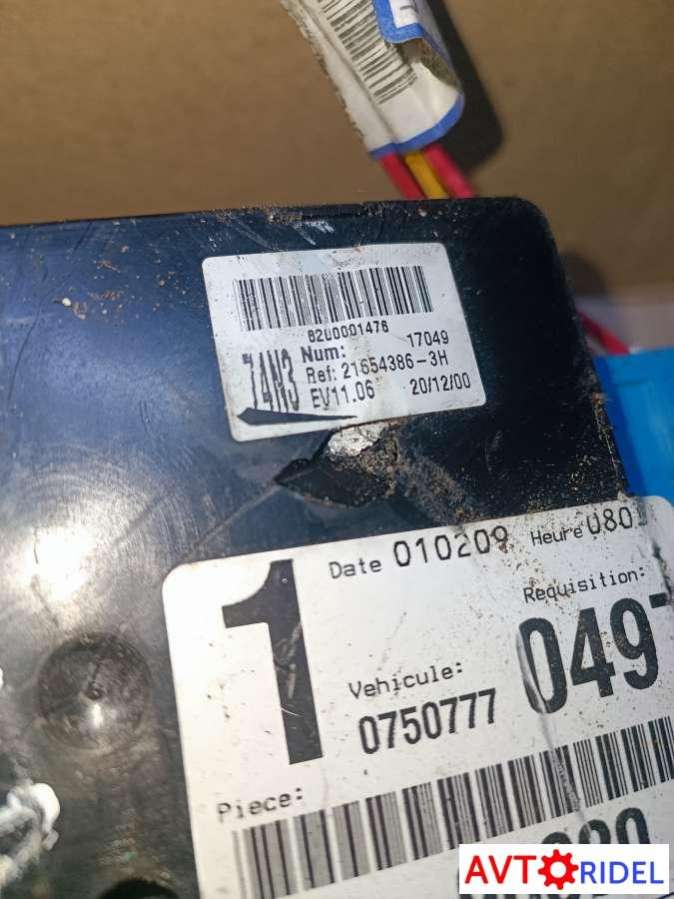 8200001476
74N3
Num: 17049
Ref: 21654386-3H
EV11.06 20/12/00
1
Date 010209 Heure 080
Requisition:
049
Vehicule:
0750777
Piece:
AVTORIDEL